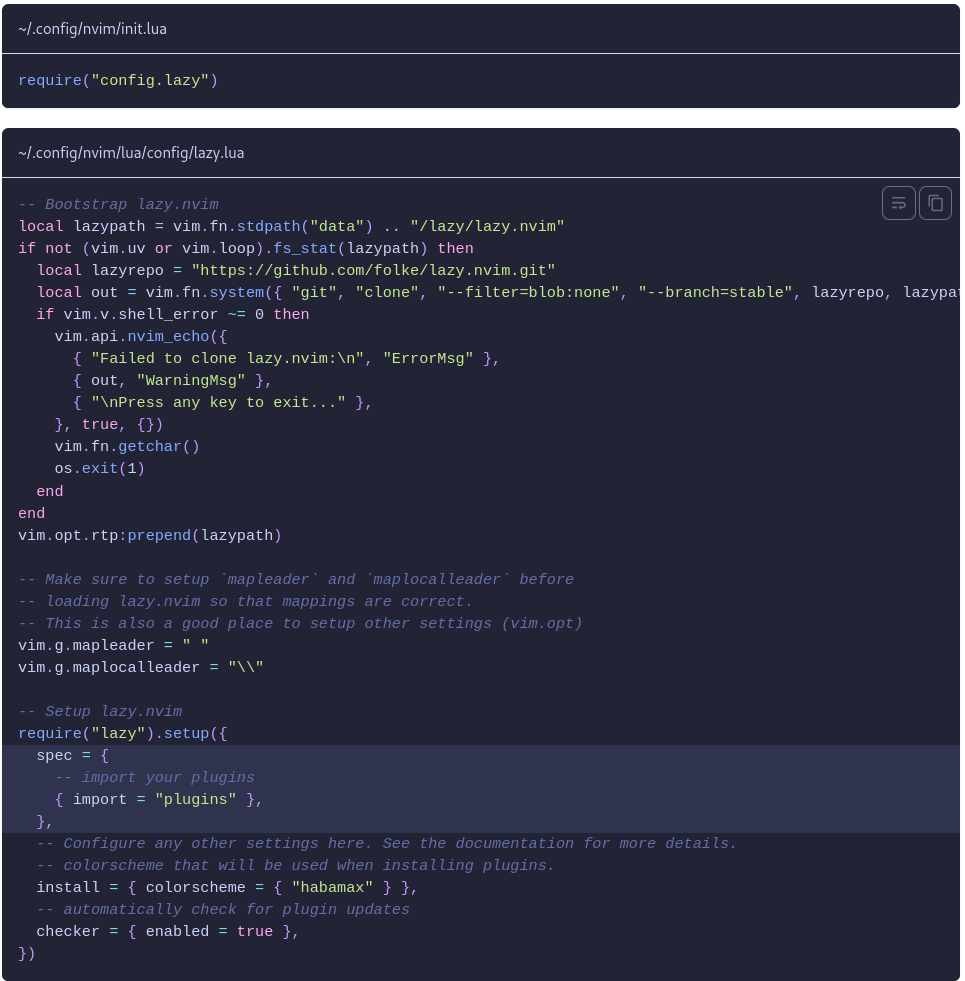 ~/.config/nvim/init.lua
require("config.lazy")
~/.config/nvim/lua/config/lazy.lua
-- Bootstrap lazy.nvim
local lazypath = vim.fn.stdpath("data") .. "/lazy/lazy.nvim"
if not (vim.uv or vim.loop).fs_stat(lazypath) then
  local lazyrepo = "https://github.com/folke/lazy.nvim.git"
  local out = vim.fn.system({ "git", "clone", "--filter=blob:none", "--branch=stable", lazyrepo, lazypat
  if vim.v.shell_error ~= 0 then
    vim.api.nvim_echo({
      { "Failed to clone lazy.nvim:\n", "ErrorMsg" },
      { out, "WarningMsg" },
      { "\nPress any key to exit..." },
    }, true, {})
    vim.fn.getchar()
    os.exit(1)
  end
end
vim.opt.rtp:prepend(lazypath)

-- Make sure to setup `mapleader` and `maplocalleader` before
-- loading lazy.nvim so that mappings are correct.
-- This is also a good place to setup other settings (vim.opt)
vim.g.mapleader = " "
vim.g.maplocalleader = "\\"

-- Setup lazy.nvim
require("lazy").setup({
  spec = {
    -- import your plugins
    { import = "plugins" },
  },
  -- Configure any other settings here. See the documentation for more details.
  -- colorscheme that will be used when installing plugins.
  install = { colorscheme = { "habamax" } },
  -- automatically check for plugin updates
  checker = { enabled = true },
})